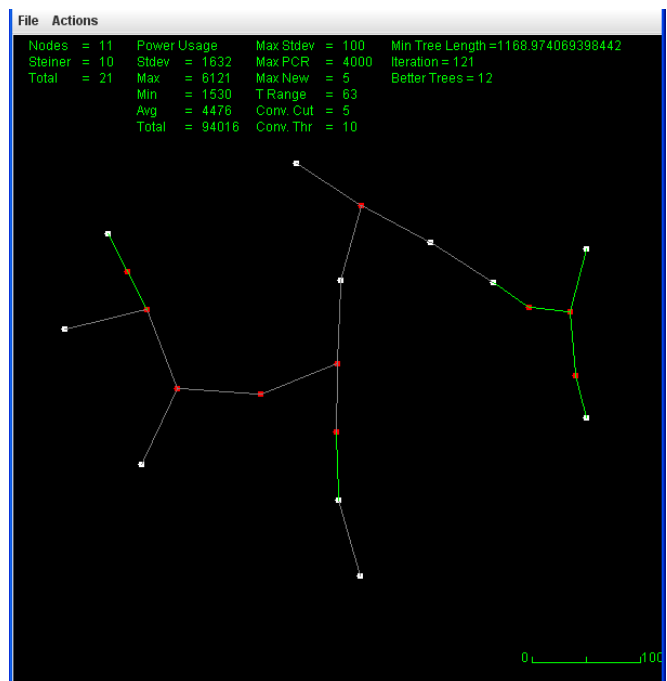 File Actions
Nodes = 11 Power Usage Max Stdev = 100 Min Tree Length =1168.974069398442
Steiner = 10 Stdev = 1632 Max PCR = 4000 Iteration = 121
Total = 21 Max = 6121 Max New = 5 Better Trees = 12
Min = 1530 T Range = 63
Avg = 4476 Conv. Cut = 5
Total = 94016 Conv. Thr = 10
0 100